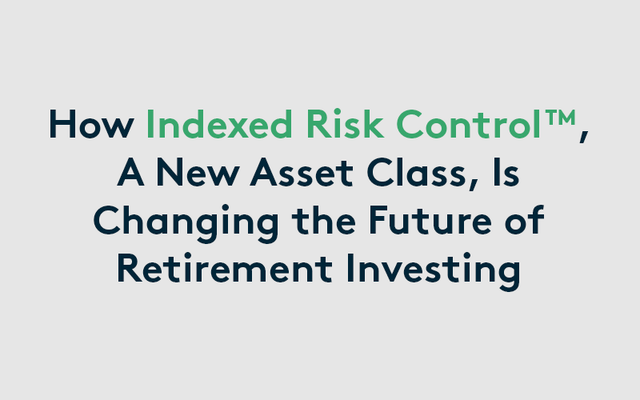 How Indexed Risk Control™,
A New Asset Class, Is
Changing the Future of
Retirement Investing